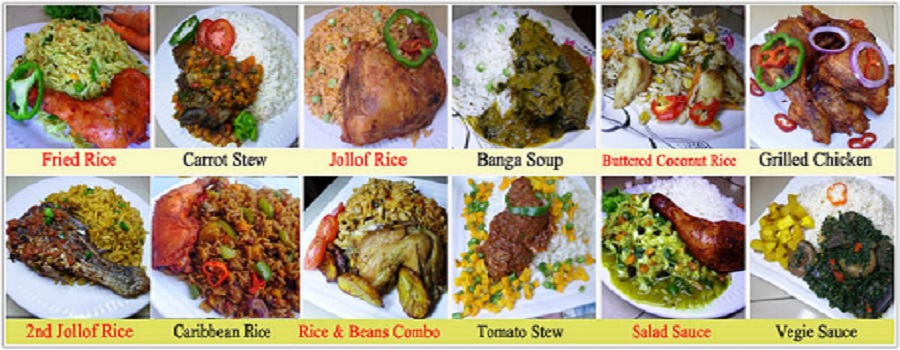 Fried Rice
Carrot Stew
Jollof Rice
Banga Soup
Buttered Coconut Rice
Grilled Chicken
2nd Jollof Rice
Caribbean Rice
Rice & Beans Combo
Tomato Stew
Salad Sauce
Vegie Sauce